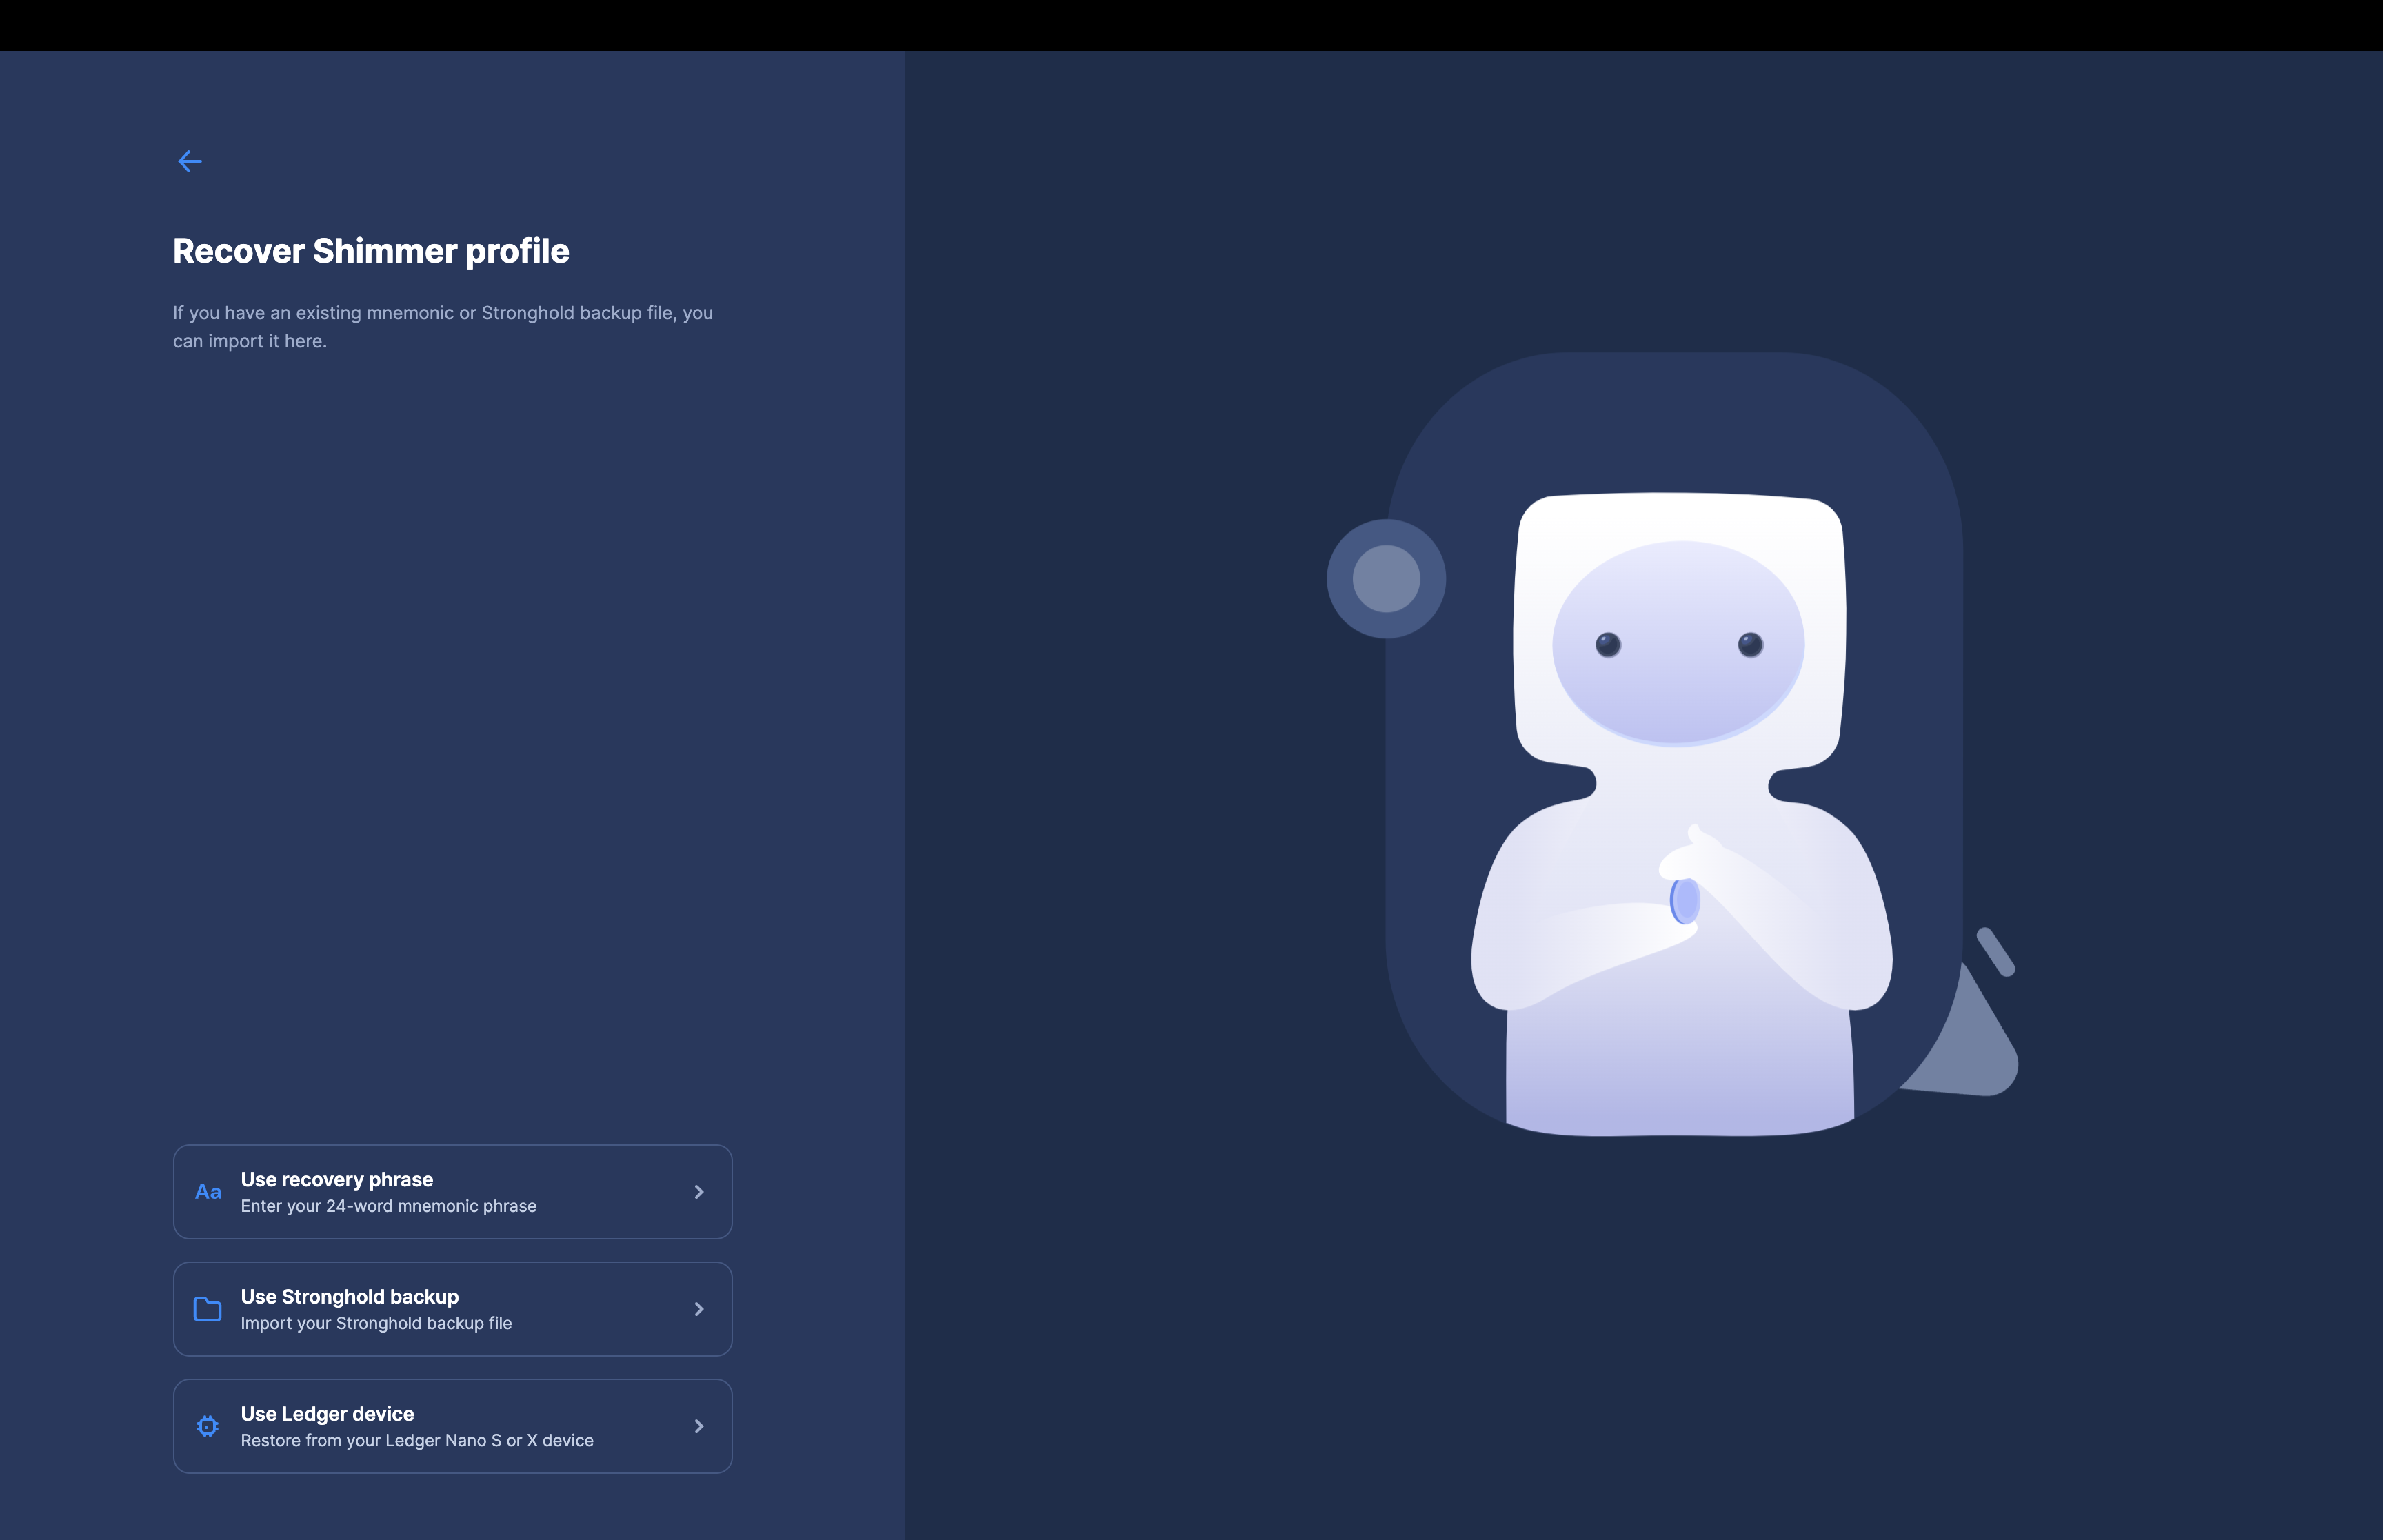 Recover Shimmer profile
If you have an existing mnemonic or Stronghold backup file, you
can import it here.
Aa
Use recovery phrase
Enter your 24-word mnemonic phrase
Use Stronghold backup
Import your Stronghold backup file
Use Ledger device
Restore from your Ledger Nano S or X device